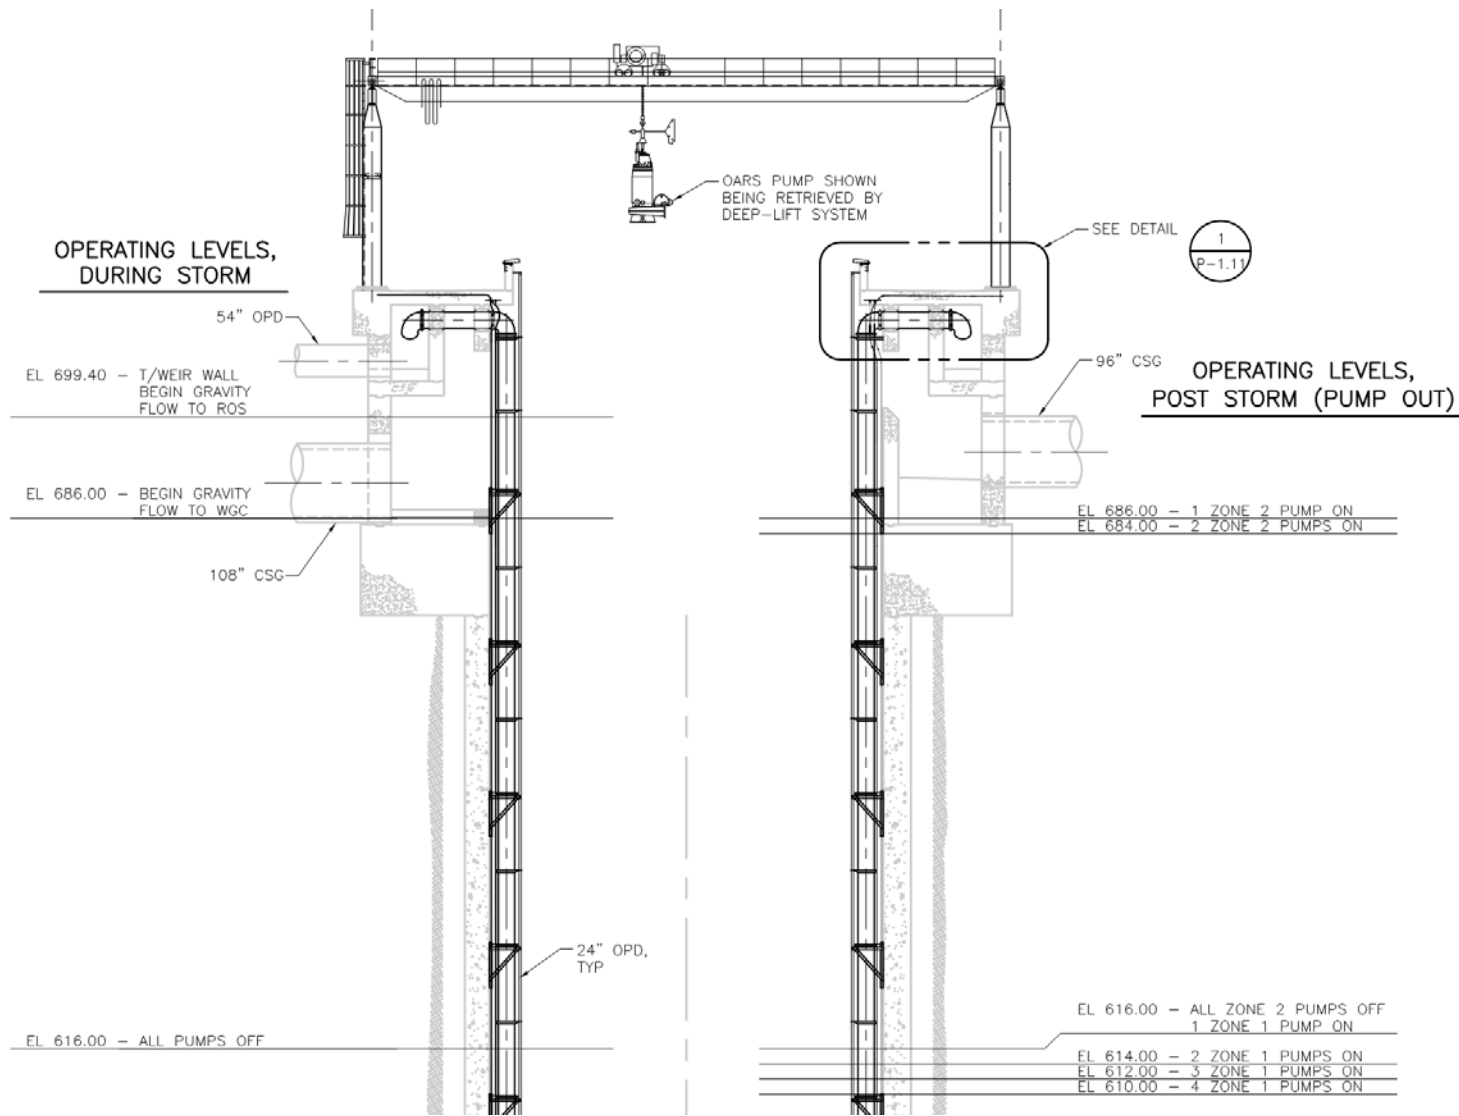 OARS PUMP SHOWN
BEING RETRIEVED BY
DEEP-LIFT SYSTEM
SEE DETAIL
1
P-1.11
OPERATING LEVELS,
DURING STORM
54" OPD
EL 699.40 - T/WEIR WALL
BEGIN GRAVITY
FLOW TO ROS
EL 686.00 - BEGIN GRAVITY
FLOW TO WGC
108" CSG
96" CSG
OPERATING LEVELS,
POST STORM (PUMP OUT)
EL 686.00 - 1 ZONE 2 PUMP ON
EL 684.00 - 2 ZONE 2 PUMPS ON
24" OPD,
TYP
EL 616.00 - ALL PUMPS OFF
EL 616.00 - ALL ZONE 2 PUMPS OFF
1 ZONE 1 PUMP ON
EL 614.00 - 2 ZONE 1 PUMPS ON
EL 612.00 - 3 ZONE 1 PUMPS ON
EL 610.00 - 4 ZONE 1 PUMPS ON